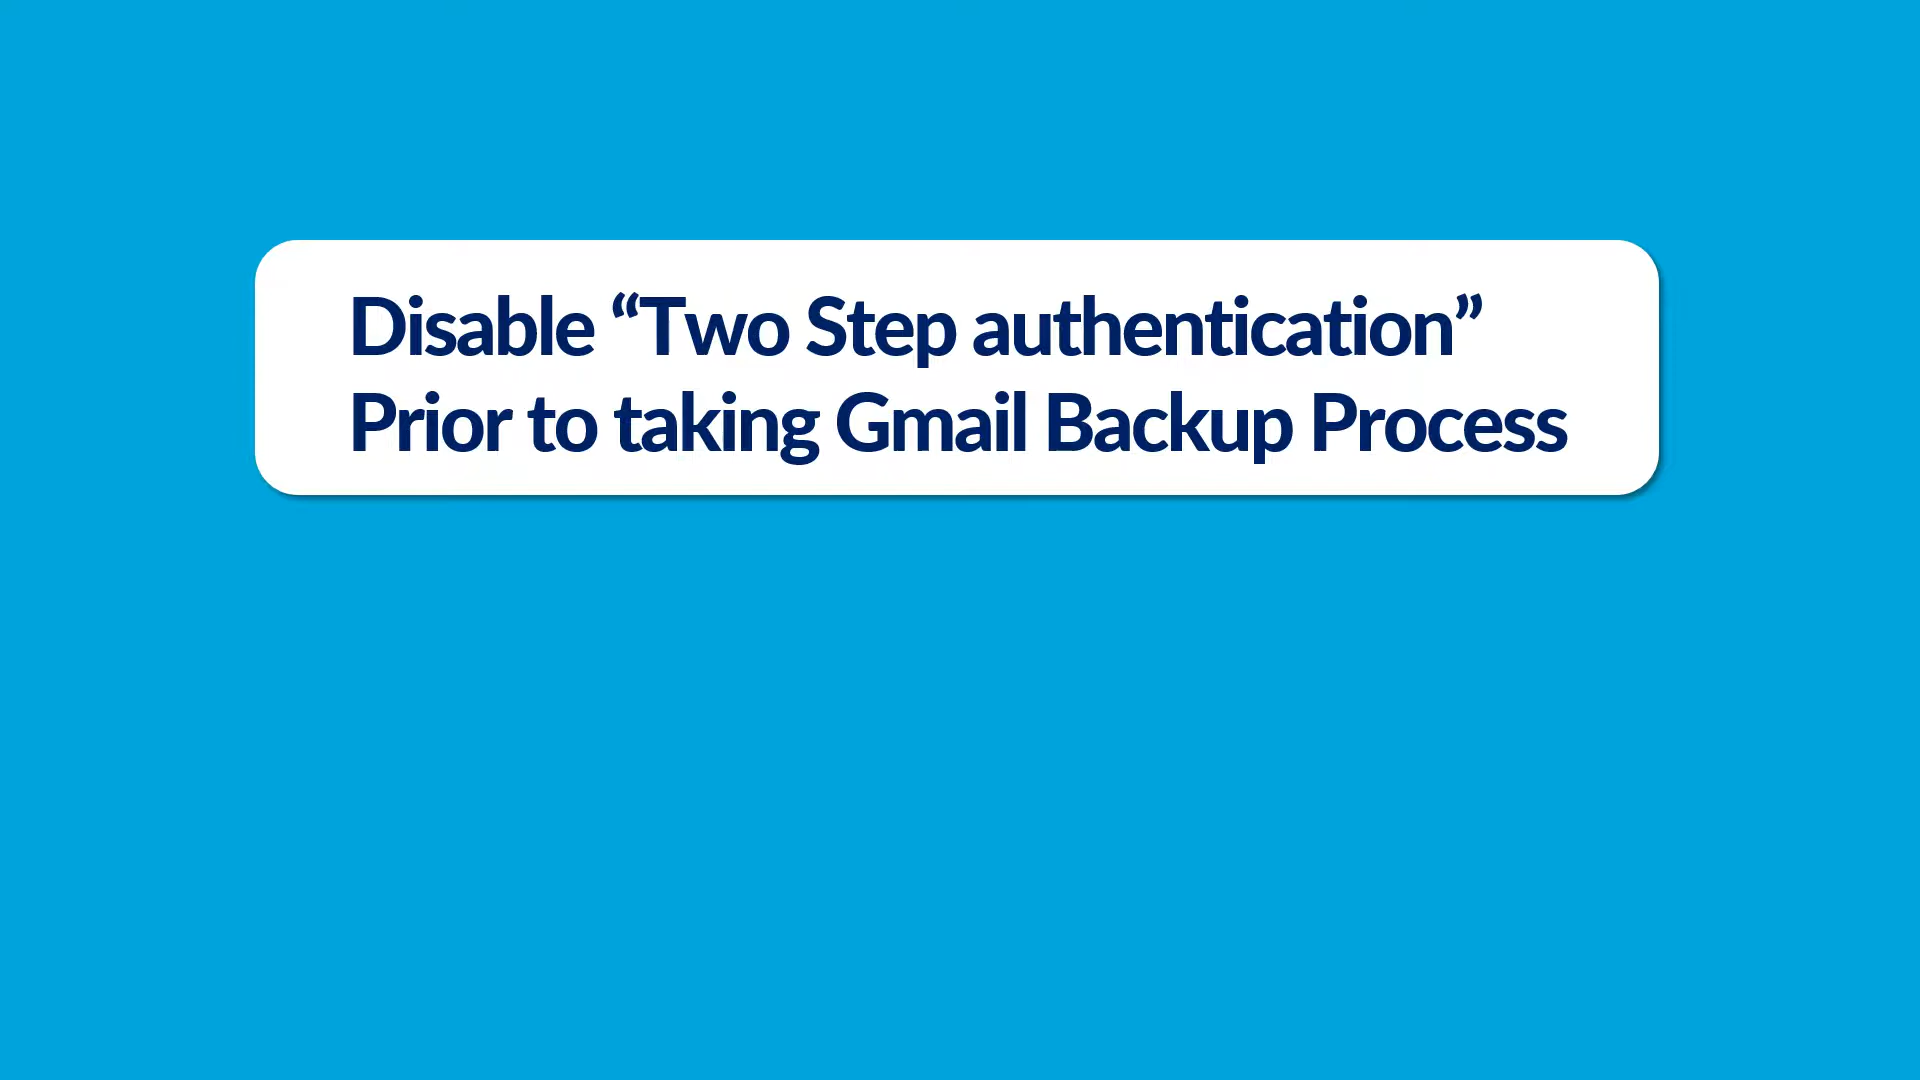 Disable “Two Step authentication”
Prior to taking Gmail Backup Process